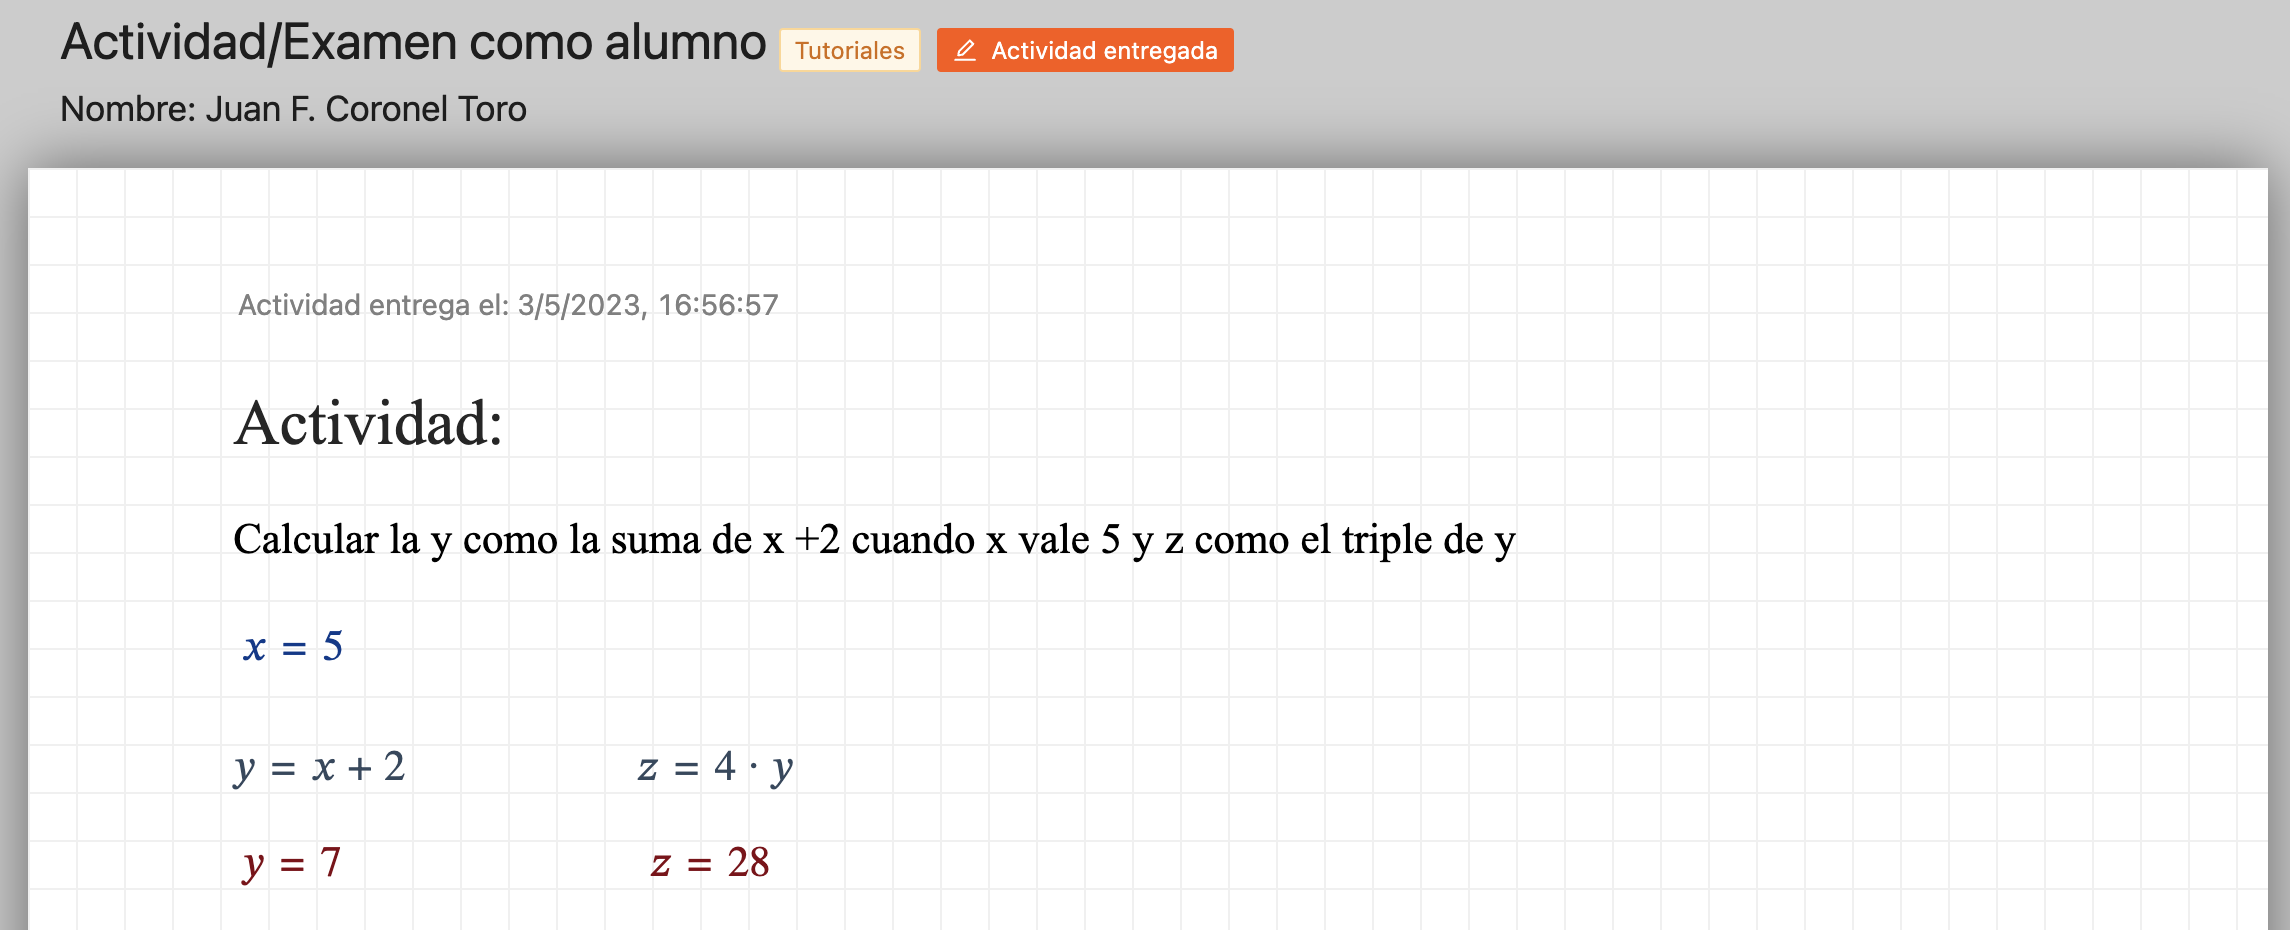 Actividad/Examen como alumno Tutoriales Actividad entregada
Nombre: Juan F. Coronel Toro
Actividad entrega el: 3/5/2023, 16:56:57
Actividad:
Calcular la y como la suma de x +2 cuando x vale 5 y z como el triple de y
x = 5
y = x + 2 z = 4 · y
y = 7 z = 28